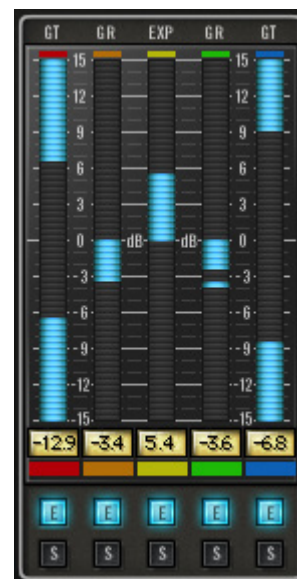 GT GR EXP GR GT
15 15
12 12
9 9
6 6
3 3
0 dB dB 0
-3 -3
-6 -6
-9 -9
-12 -12
-15 -15
-12.9 -3.4 5.4 -3.6 -6.8
E E E E E
S S S S S